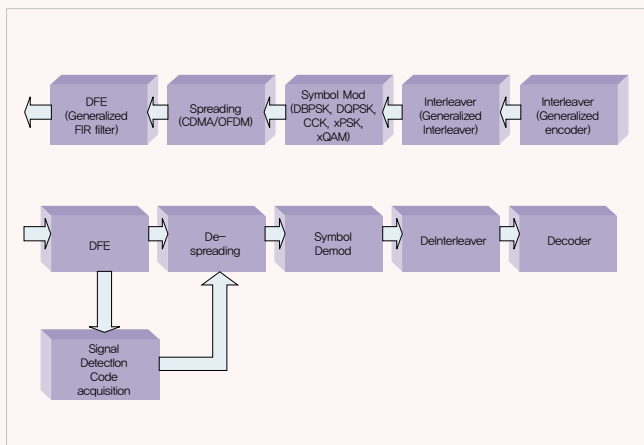 DFE
(Generalized
FIR filter)
Spreading
(CDMA/OFDM)
Symbol Mod
(DBPSK, DQPSK,
CCK, xPSK,
xQAM)
Interleaver
(Generalized
Interleaver)
Interleaver
(Generalized
encoder)
DFE
De-
spreading
Symbol
Demod
DeInterleaver
Decoder
Signal
DetectIon
Code
acquisition